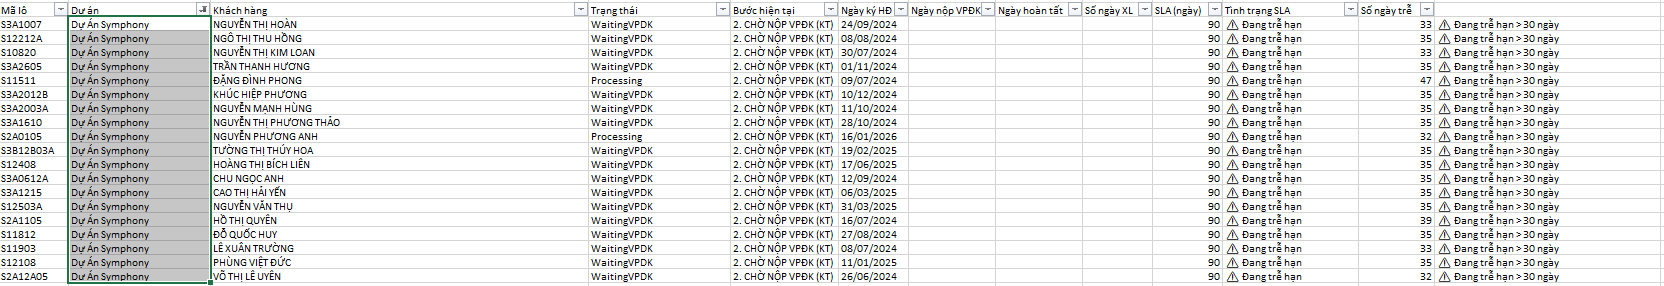 Mã lô Dự án Khách hàng Trạng thái Bước hiện tại Ngày ký HĐ Ngày nộp VPĐK Ngày hoàn tất Số ngày XL SLA (ngày) Tình trạng SLA Số ngày trễ
S3A1007 Dự Án Symphony NGUYỄN THỊ HOÀN WaitingVPDK 2. CHỜ NỘP VPĐK (KT) 24/09/2024 90 ⚠ Đang trễ hạn 33 ⚠ Đang trễ hạn > 30 ngày
S12212A Dự Án Symphony NGÔ THỊ THU HỒNG WaitingVPDK 2. CHỜ NỘP VPĐK (KT) 08/08/2024 90 ⚠ Đang trễ hạn 35 ⚠ Đang trễ hạn > 30 ngày
S10820 Dự Án Symphony NGUYỄN THỊ KIM LOAN WaitingVPDK 2. CHỜ NỘP VPĐK (KT) 30/07/2024 90 ⚠ Đang trễ hạn 33 ⚠ Đang trễ hạn > 30 ngày
S3A2605 Dự Án Symphony TRẦN THANH HƯƠNG WaitingVPDK 2. CHỜ NỘP VPĐK (KT) 01/11/2024 90 ⚠ Đang trễ hạn 35 ⚠ Đang trễ hạn > 30 ngày
S11511 Dự Án Symphony ĐẶNG ĐÌNH PHONG Processing 2. CHỜ NỘP VPĐK (KT) 09/07/2024 90 ⚠ Đang trễ hạn 47 ⚠ Đang trễ hạn > 30 ngày
S3A2012B Dự Án Symphony KHÚC HIỆP PHƯƠNG WaitingVPDK 2. CHỜ NỘP VPĐK (KT) 10/12/2024 90 ⚠ Đang trễ hạn 35 ⚠ Đang trễ hạn > 30 ngày
S3A2003A Dự Án Symphony NGUYỄN MẠNH HÙNG WaitingVPDK 2. CHỜ NỘP VPĐK (KT) 11/10/2024 90 ⚠ Đang trễ hạn 35 ⚠ Đang trễ hạn > 30 ngày
S3A1610 Dự Án Symphony NGUYỄN THỊ PHƯƠNG THẢO WaitingVPDK 2. CHỜ NỘP VPĐK (KT) 28/10/2024 90 ⚠ Đang trễ hạn 35 ⚠ Đang trễ hạn > 30 ngày
S2A0105 Dự Án Symphony NGUYỄN PHƯƠNG ANH Processing 2. CHỜ NỘP VPĐK (KT) 16/01/2026 90 ⚠ Đang trễ hạn 32 ⚠ Đang trễ hạn > 30 ngày
S3B12B03A Dự Án Symphony TƯỜNG THỊ THÚY HOA WaitingVPDK 2. CHỜ NỘP VPĐK (KT) 19/02/2025 90 ⚠ Đang trễ hạn 35 ⚠ Đang trễ hạn > 30 ngày
S12408 Dự Án Symphony HOÀNG THỊ BÍCH LIÊN WaitingVPDK 2. CHỜ NỘP VPĐK (KT) 17/06/2025 90 ⚠ Đang trễ hạn 35 ⚠ Đang trễ hạn > 30 ngày
S3A0612A Dự Án Symphony CHU NGỌC ANH WaitingVPDK 2. CHỜ NỘP VPĐK (KT) 12/09/2024 90 ⚠ Đang trễ hạn 35 ⚠ Đang trễ hạn > 30 ngày
S3A1215 Dự Án Symphony CAO THỊ HẢI YẾN WaitingVPDK 2. CHỜ NỘP VPĐK (KT) 06/03/2025 90 ⚠ Đang trễ hạn 35 ⚠ Đang trễ hạn > 30 ngày
S12503A Dự Án Symphony NGUYỄN VĂN THỤ WaitingVPDK 2. CHỜ NỘP VPĐK (KT) 31/03/2025 90 ⚠ Đang trễ hạn 35 ⚠ Đang trễ hạn > 30 ngày
S2A1105 Dự Án Symphony HỒ THỊ QUYÊN WaitingVPDK 2. CHỜ NỘP VPĐK (KT) 16/07/2024 90 ⚠ Đang trễ hạn 39 ⚠ Đang trễ hạn > 30 ngày
S11812 Dự Án Symphony ĐỖ QUỐC HUY WaitingVPDK 2. CHỜ NỘP VPĐK (KT) 27/08/2024 90 ⚠ Đang trễ hạn 35 ⚠ Đang trễ hạn > 30 ngày
S11903 Dự Án Symphony LÊ XUÂN TRƯỜNG WaitingVPDK 2. CHỜ NỘP VPĐK (KT) 08/07/2024 90 ⚠ Đang trễ hạn 33 ⚠ Đang trễ hạn > 30 ngày
S12108 Dự Án Symphony PHÙNG VIỆT ĐỨC WaitingVPDK 2. CHỜ NỘP VPĐK (KT) 11/01/2025 90 ⚠ Đang trễ hạn 35 ⚠ Đang trễ hạn > 30 ngày
S2A12A05 Dự Án Symphony VÕ THỊ LÊ UYÊN WaitingVPDK 2. CHỜ NỘP VPĐK (KT) 26/06/2024 90 ⚠ Đang trễ hạn 32 ⚠ Đang trễ hạn > 30 ngày